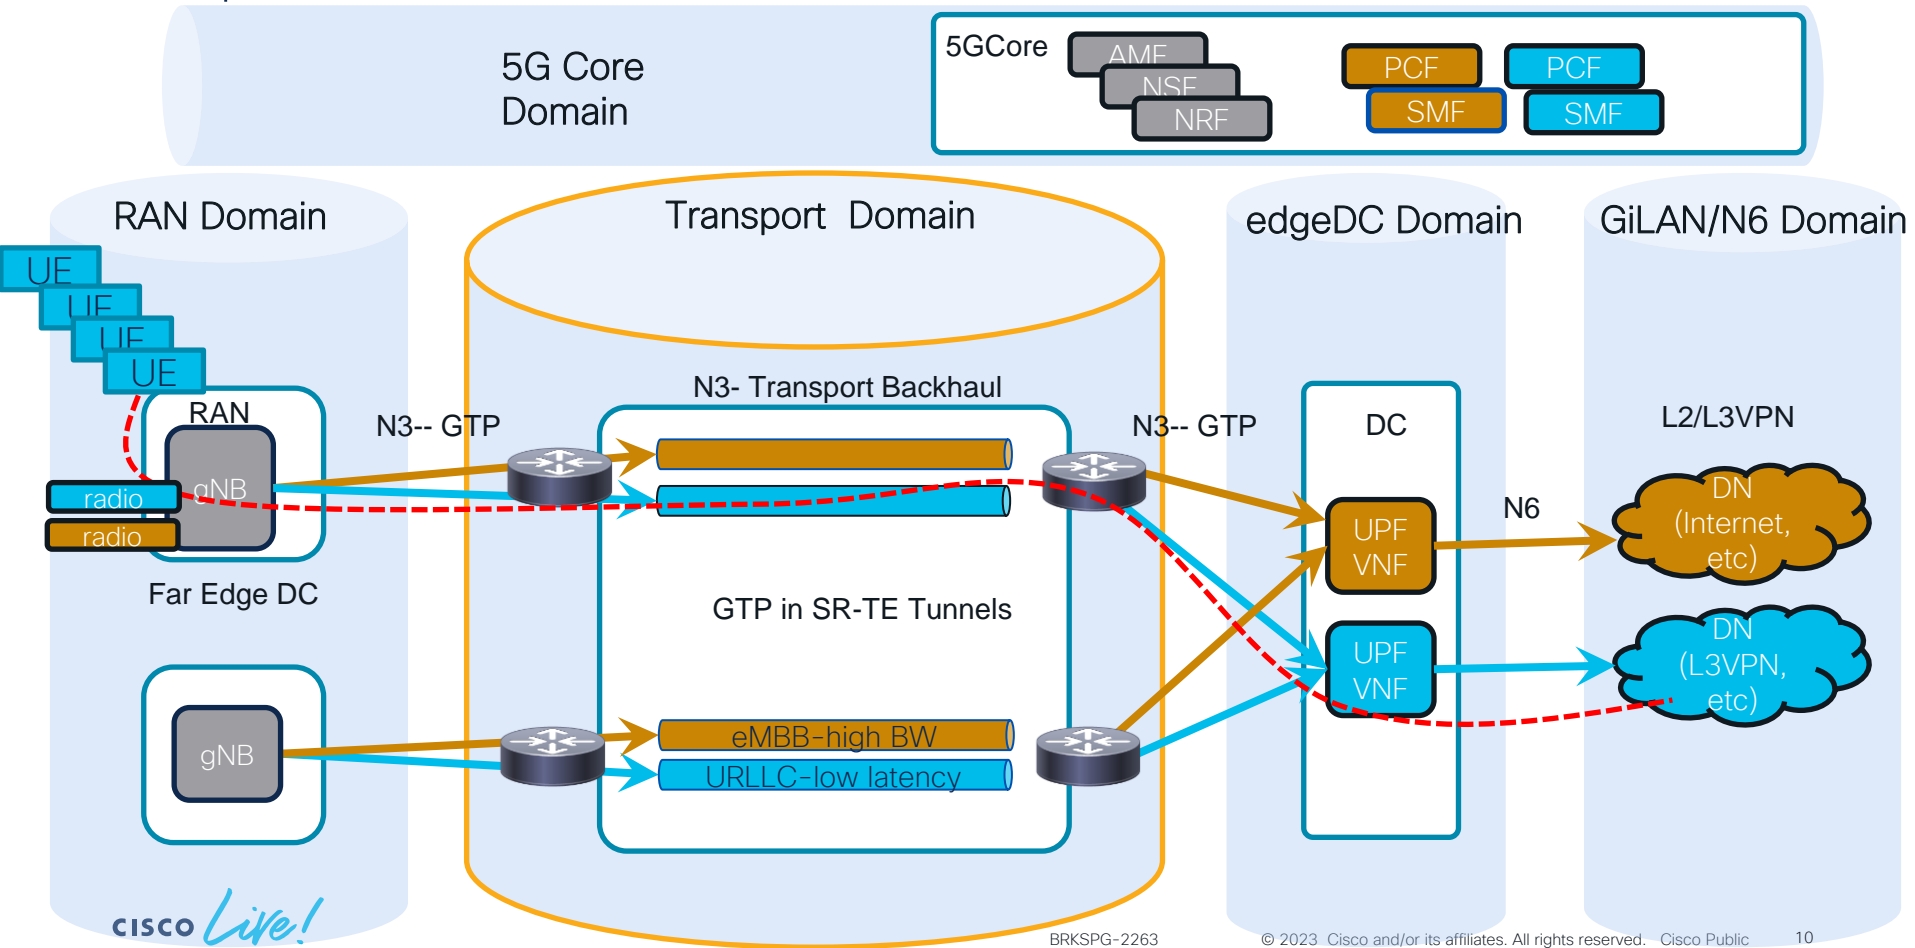 5G Core
Domain
5GCore
AMF
NSF
NRF
PCF
SMF
PCF
SMF
RAN Domain
Transport Domain
edgeDC Domain
GiLAN/N6 Domain
UE
UE
UE
UE
RAN
gNB
radio
radio
Far Edge DC
gNB
N3-- GTP
N3- Transport Backhaul
GTP in SR-TE Tunnels
eMBB-high BW
URLLC-low latency
N3-- GTP
DC
UPF
VNF
UPF
VNF
N6
L2/L3VPN
DN
(Internet,
etc)
DN
(L3VPN,
etc)
CISCO Live!
BRKSPG-2263
© 2023 Cisco and/or its affiliates. All rights reserved. Cisco Public
10